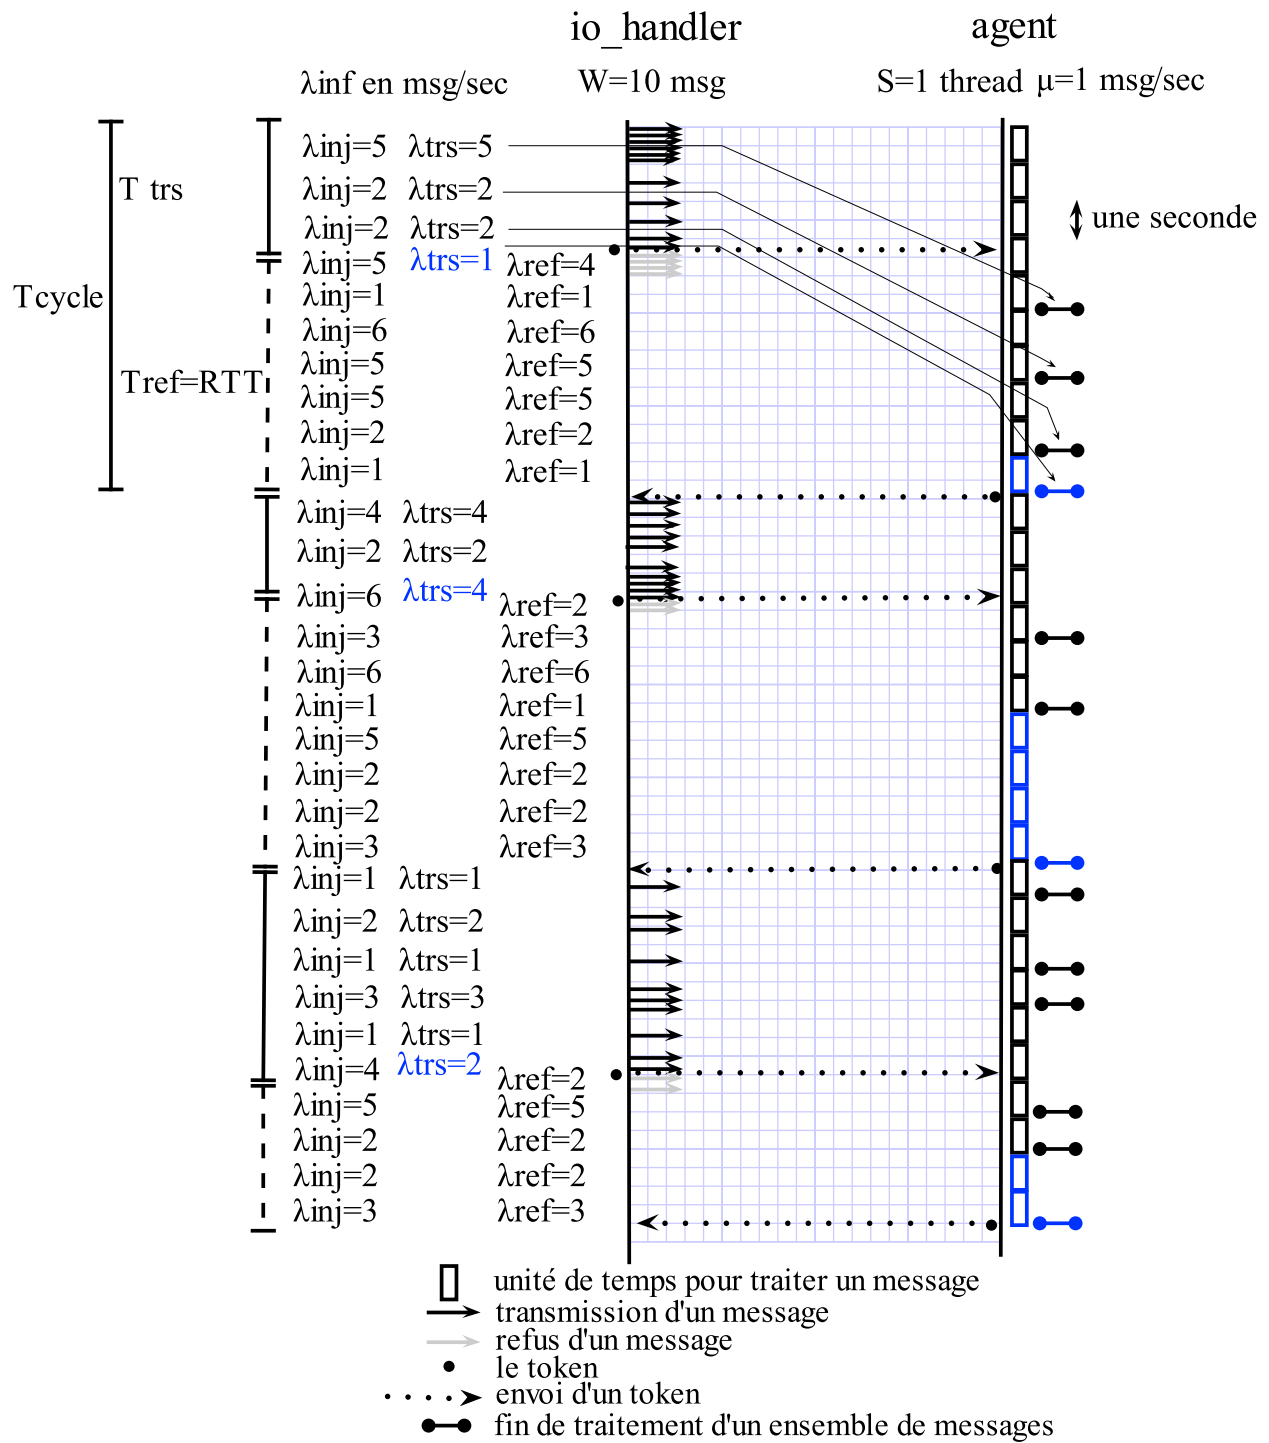 io_handler agent
λinf en msg/sec W=10 msg S=1 thread μ=1 msg/sec
λinj=5 λtrs=5
T trs λinj=2 λtrs=2
une seconde
λinj=2 λtrs=2
λinj=5 λtrs=1 λref=4
Tcycle λinj=1 λref=1
λinj=6 λref=6
λinj=5 λref=5
Tref=RTT
λinj=5 λref=5
λinj=2 λref=2
λinj=1 λref=1
λinj=4 λtrs=4
λinj=2 λtrs=2
λinj=6 λtrs=4 λref=2
λinj=3 λref=3
λinj=6 λref=6
λinj=1 λref=1
λinj=5 λref=5
λinj=2 λref=2
λinj=2 λref=2
λinj=3 λref=3
λinj=1 λtrs=1
λinj=2 λtrs=2
λinj=1 λtrs=1
λinj=3 λtrs=3
λinj=1 λtrs=1
λinj=4 λtrs=2 λref=2
λinj=5 λref=5
λinj=2 λref=2
λinj=2 λref=2
λinj=3 λref=3
unité de temps pour traiter un message
transmission d'un message
refus d'un message
le token
envoi d'un token
fin de traitement d'un ensemble de messages